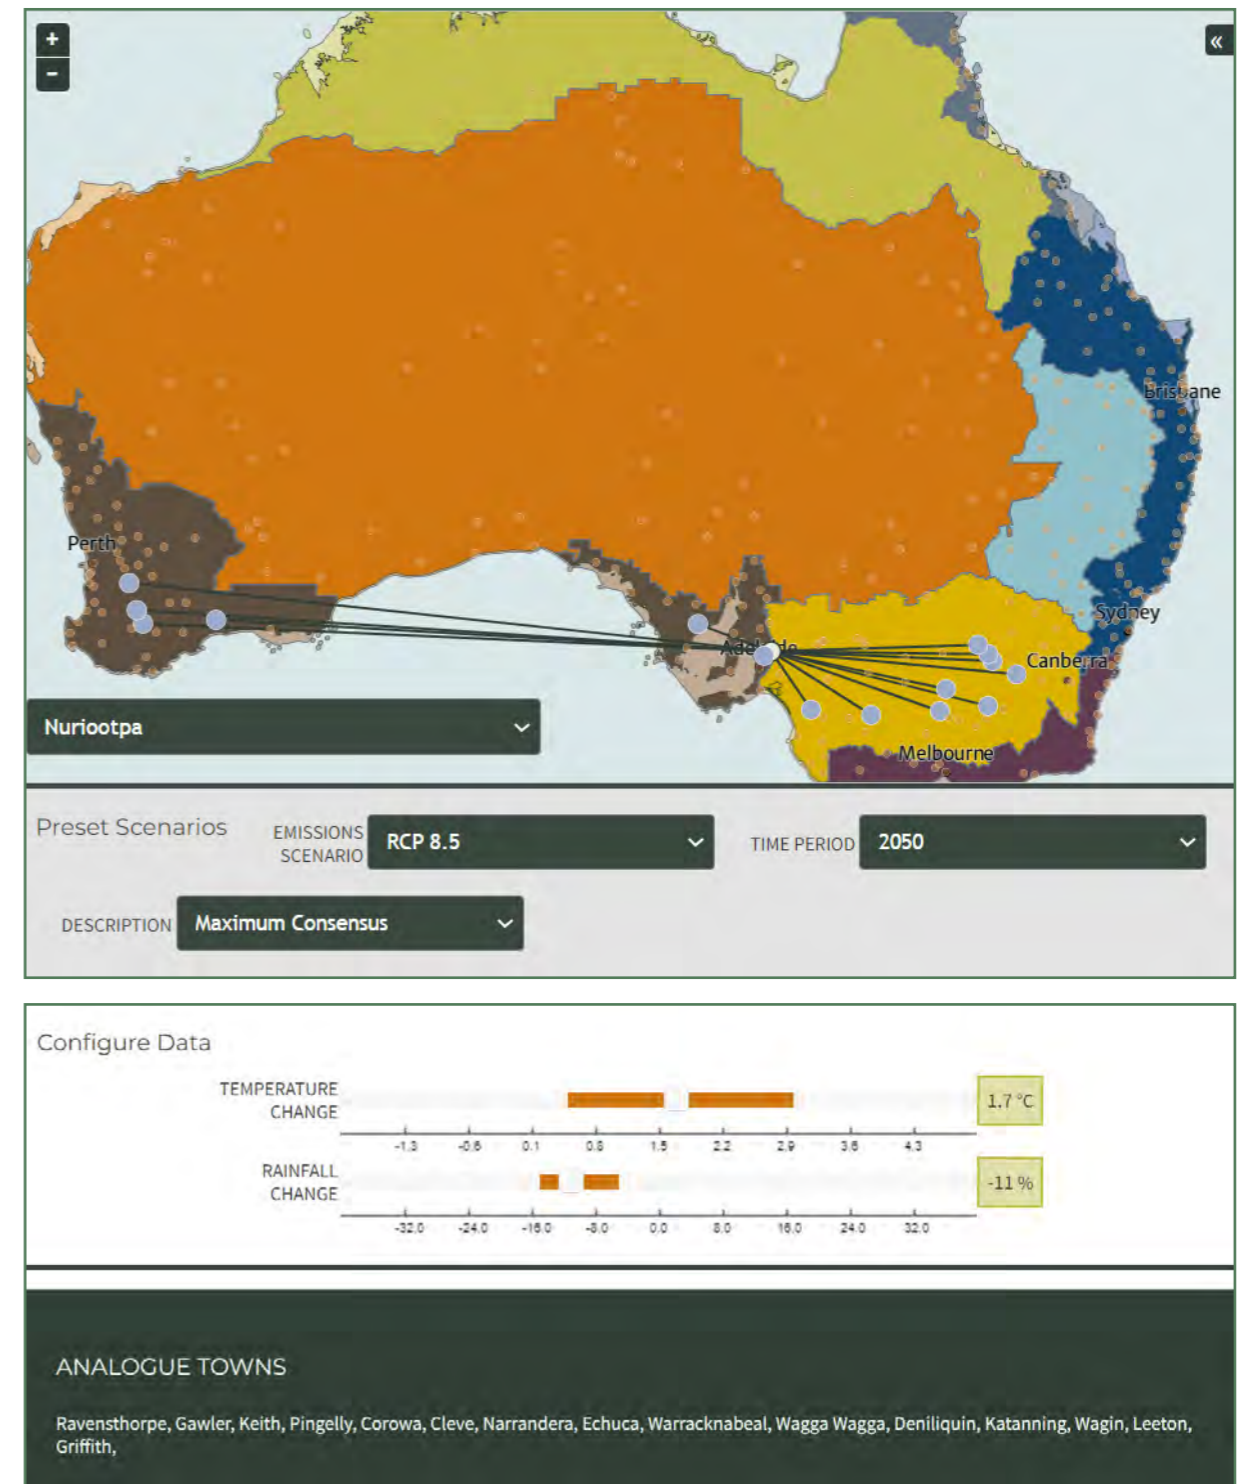 +
-
«
Brisbane
Perth
Sydney
Adelaide
Canberra
Nuriootpa
Melbourne
Preset Scenarios
EMISSIONS
SCENARIO
RCP 8.5
TIME PERIOD
2050
DESCRIPTION
Maximum Consensus
Configure Data
TEMPERATURE
CHANGE
1.7 °C
-1.3 -0.6 0.1 0.8 1.5 2.2 2.9 3.6 4.3
RAINFALL
CHANGE
-11 %
-32.0 -24.0 -16.0 -8.0 0.0 8.0 16.0 24.0 32.0
ANALOGUE TOWNS
Ravensthorpe, Gawler, Keith, Pingelly, Corowa, Cleve, Narrandera, Echuca, Warracknabeal, Wagga Wagga, Deniliquin, Katanning, Wagin, Leeton,
Griffith,